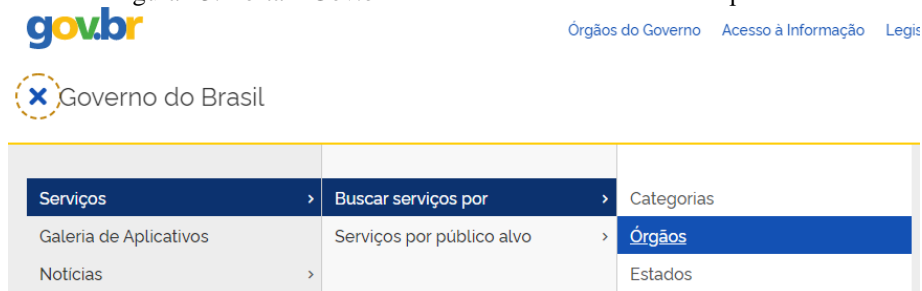 gov.br
Órgãos do Governo Acesso à Informação Legis
Governo do Brasil
Serviços Buscar serviços por Categorias
Galeria de Aplicativos Serviços por público alvo Órgãos
Notícias Estados